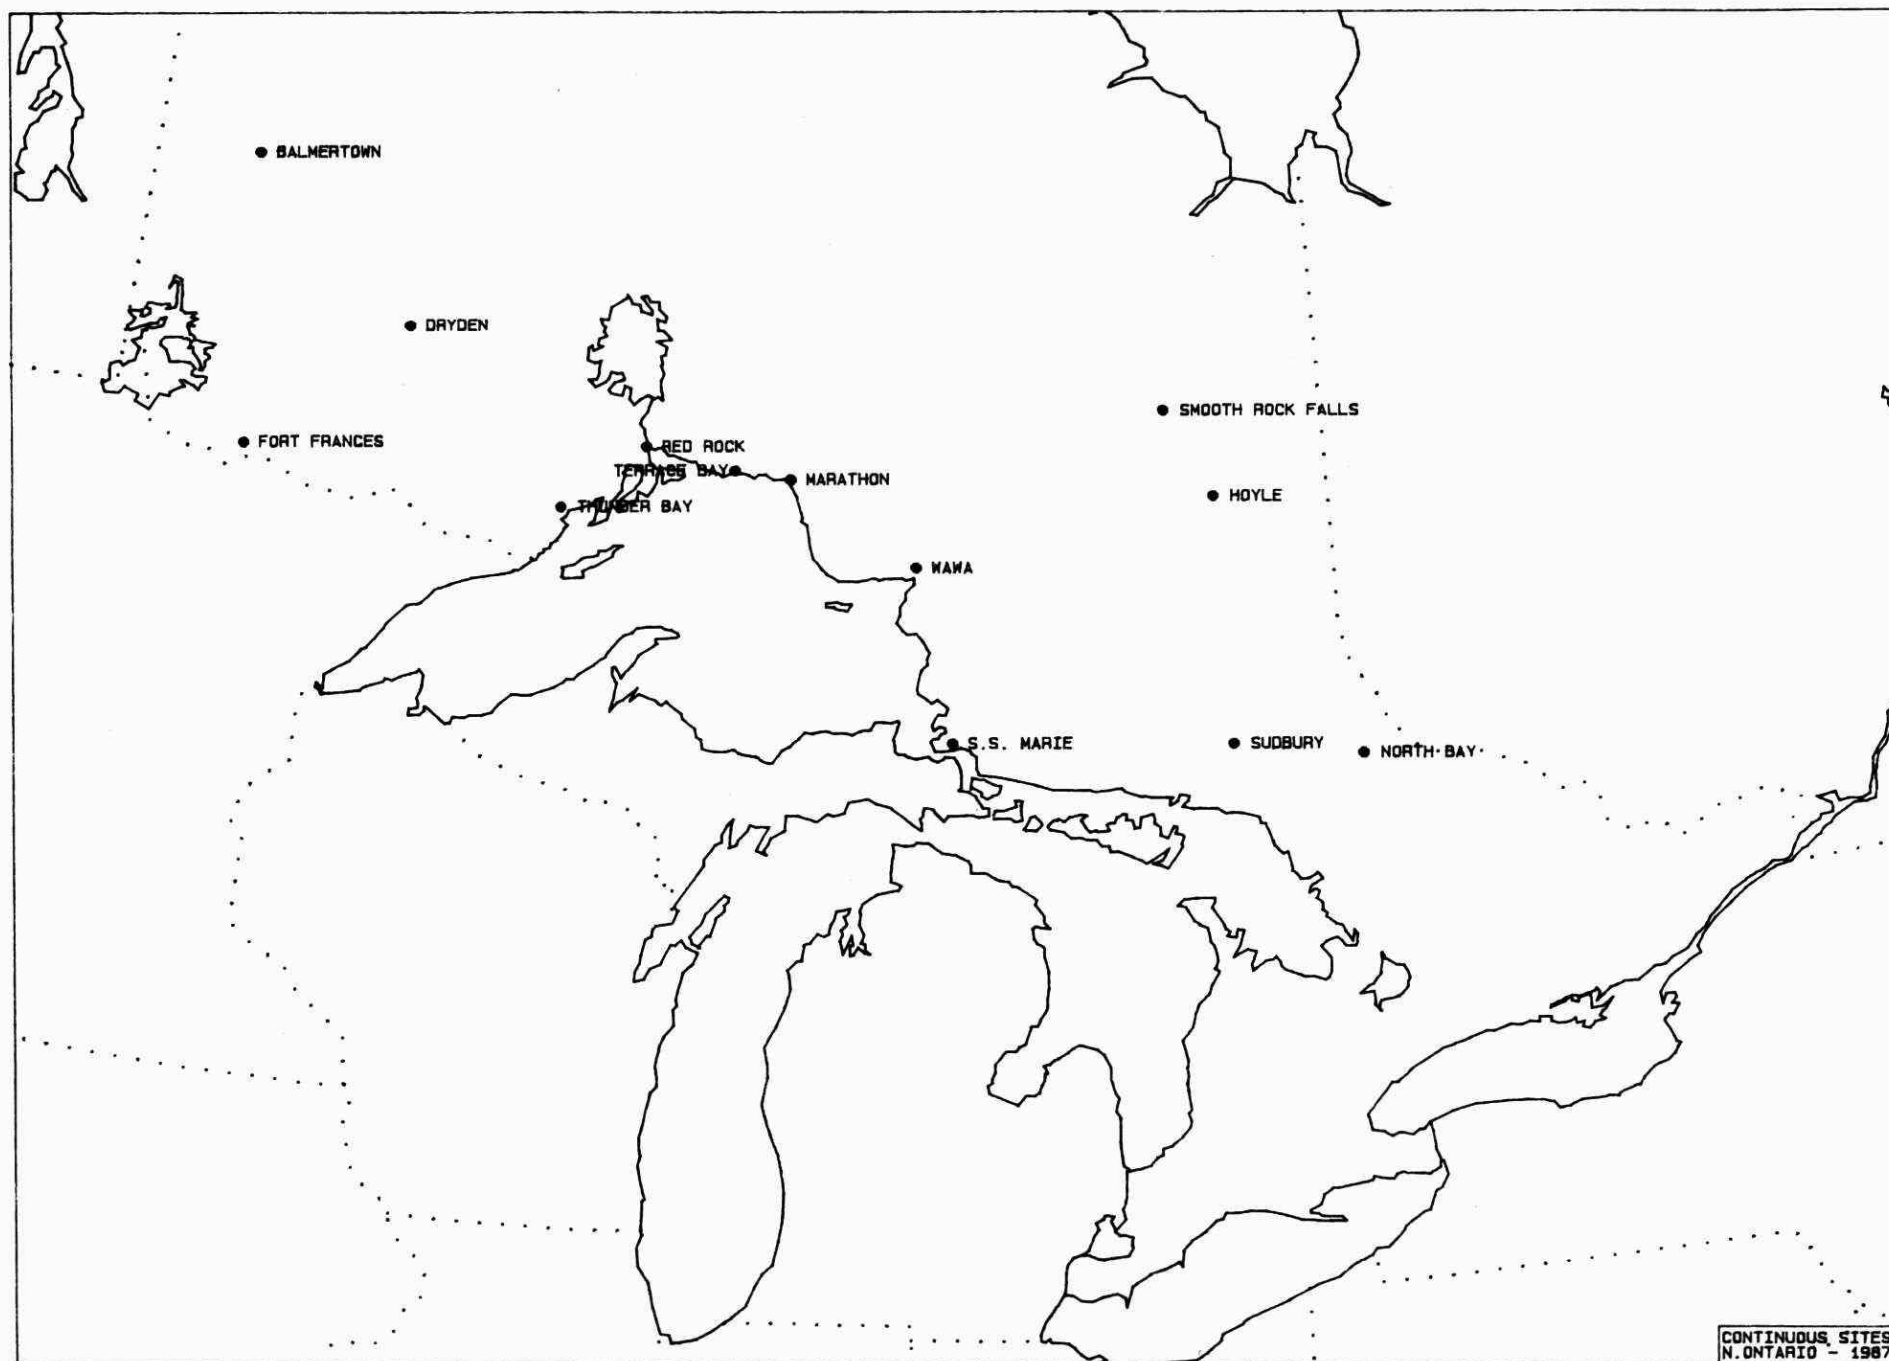 BALMERTOWN
DRYDEN
SMOOTH ROCK FALLS
FORT FRANCES
RED ROCK
TERRACE BAY
MARATHON
HOYLE
THUNDER BAY
WAWA
S.S. MARIE
SUDBURY
NORTH BAY
CONTINUOUS SITES
N.ONTARIO - 1987